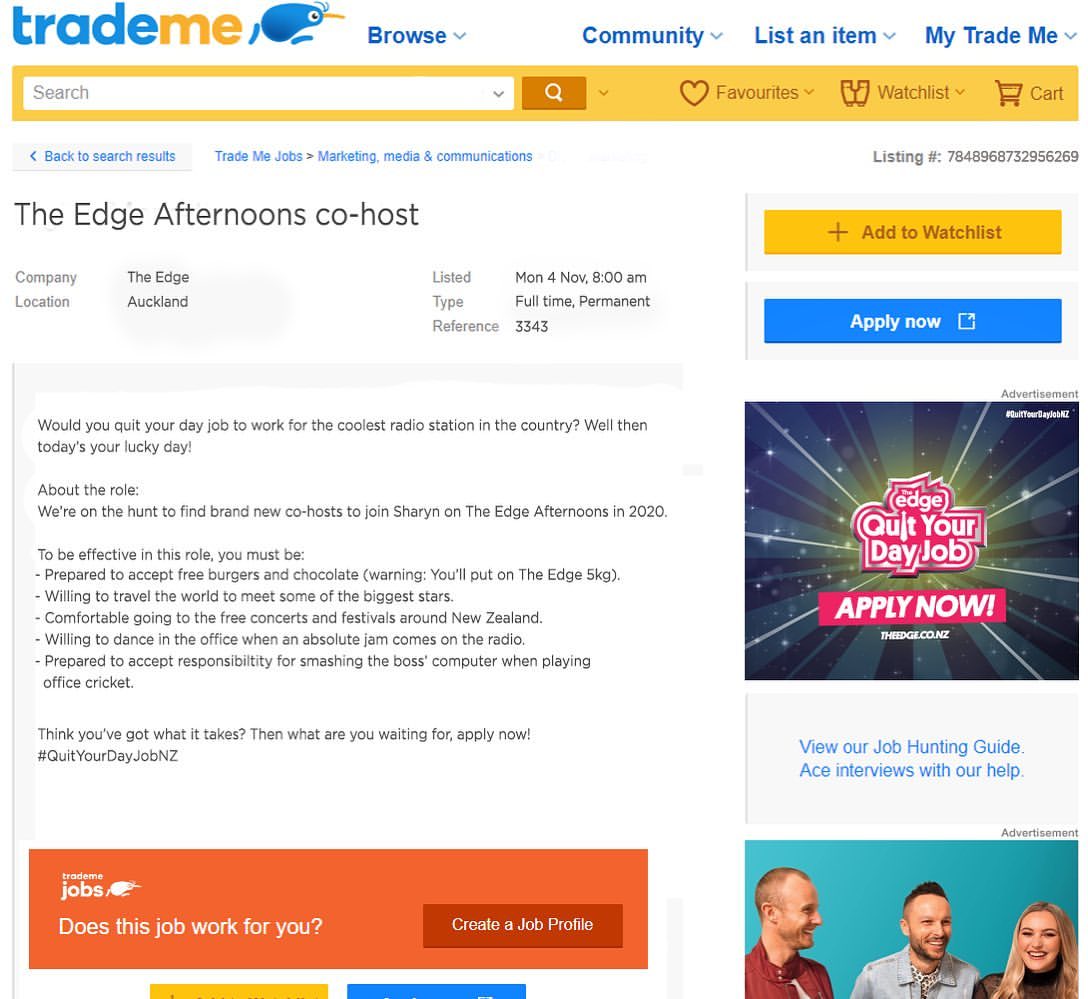 trademe
Browse
Community
List an item
My Trade Me
Search
Favourites
Watchlist
Cart
Back to search results
Trade Me Jobs > Marketing, media & communications
Listing #: 7848968732956269
The Edge Afternoons co-host
Add to Watchlist
Company The Edge
Location Auckland
Listed Mon 4 Nov, 8:00 am
Type Full time, Permanent
Reference 3343
Apply now
Would you quit your day job to work for the coolest radio station in the country? Well then
today's your lucky day!
About the role:
We're on the hunt to find brand new co-hosts to join Sharyn on The Edge Afternoons in 2020.
To be effective in this role, you must be:
- Prepared to accept free burgers and chocolate (warning: You'll put on The Edge 5kg).
- Willing to travel the world to meet some of the biggest stars.
- Comfortable going to the free concerts and festivals around New Zealand.
- Willing to dance in the office when an absolute jam comes on the radio.
- Prepared to accept responsibiltity for smashing the boss' computer when playing
office cricket.
Think you've got what it takes? Then what are you waiting for, apply now!
#QuitYourDayJobNZ
Advertisement
#QuitYourDayJobNZ
The edge
Quit Your
Day Job
APPLY NOW!
THEEDGE.CO.NZ
View our Job Hunting Guide.
Ace interviews with our help.
Advertisement
trademe
jobs
Does this job work for you?
Create a Job Profile